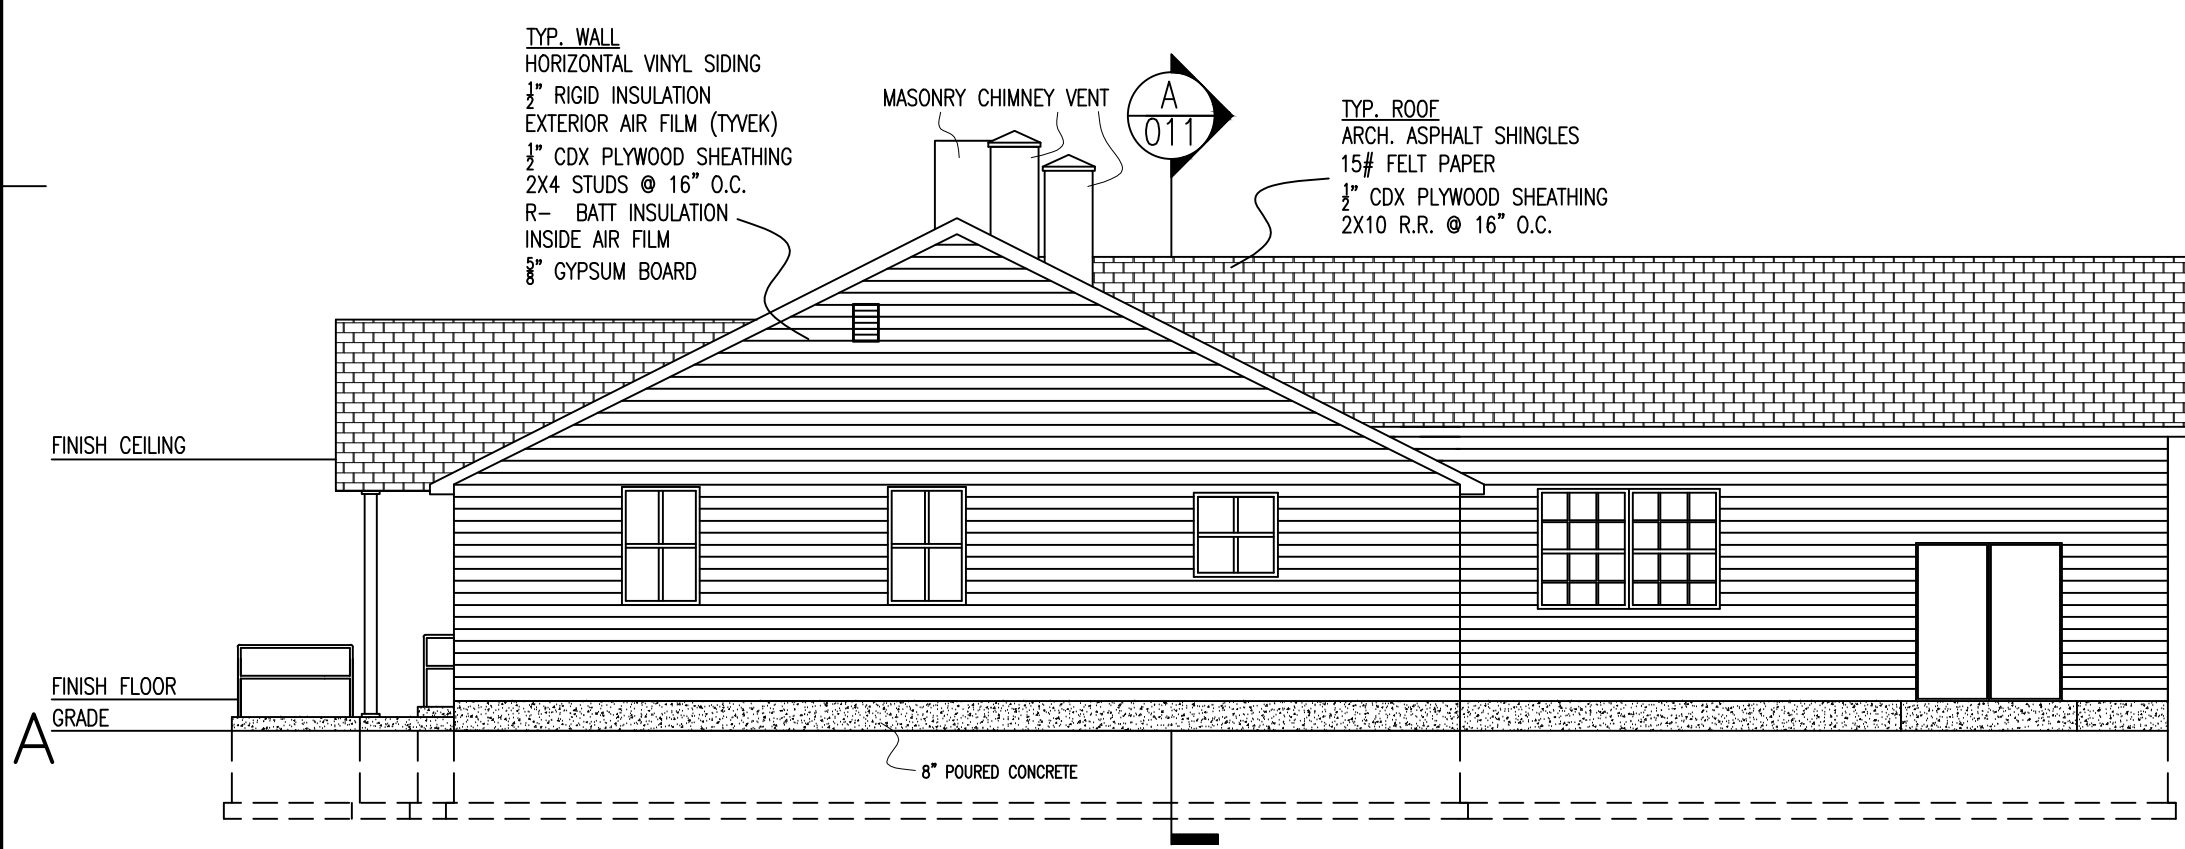 TYP. WALL
HORIZONTAL VINYL SIDING
1/2" RIGID INSULATION
EXTERIOR AIR FILM (TYVEK)
1/2" CDX PLYWOOD SHEATHING
2X4 STUDS @ 16" O.C.
R- BATT INSULATION
INSIDE AIR FILM
5/8" GYPSUM BOARD
MASONRY CHIMNEY VENT
A
011
TYP. ROOF
ARCH. ASPHALT SHINGLES
15# FELT PAPER
1/2" CDX PLYWOOD SHEATHING
2X10 R.R. @ 16" O.C.
FINISH CEILING
FINISH FLOOR
GRADE
A
8" POURED CONCRETE